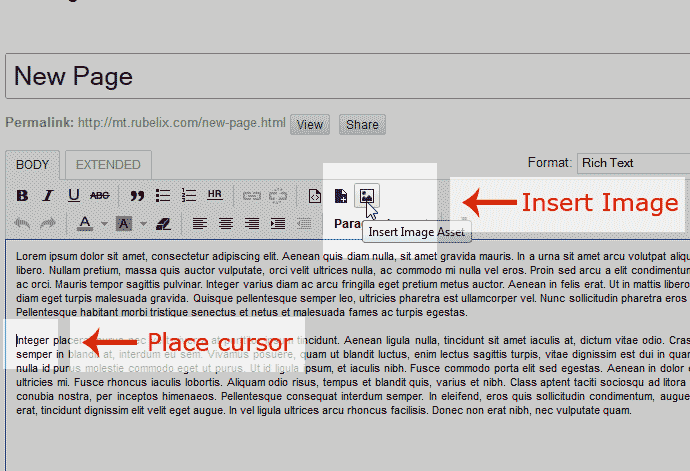 New Page
Permalink: http://mt.rubelix.com/new-page.html View Share
BODY EXTENDED Format: Rich Text
B I U ABC HR
Insert Image
A A Para
Insert Image Asset
Lorem ipsum dolor sit amet, consectetur adipiscing elit. Aenean quis diam nulla, sit amet gravida mauris. In a urna sit amet arcu volutpat aliqu
libero. Nullam pretium, massa quis auctor vulputate, orci velit ultrices nulla, ac commodo mi nulla vel eros. Proin sed arcu a elit condimentur
ac orci. Mauris tempor sagittis pulvinar. Integer varius diam ac arcu fringilla eget pretium metus auctor. Aenean in felis erat. Ut in mattis libero
diam eget turpis malesuada gravida. Quisque pellentesque semper leo, ultricies pharetra est ullamcorper vel. Nunc sollicitudin pharetra eros
Pellentesque habitant morbi tristique senectus et netus et malesuada fames ac turpis egestas.
Integer placerat purus nec tincidunt. Aenean ligula nulla, tincidunt sit amet iaculis at, dictum vitae odio. Cras
Place cursor
semper in blandit at, interdum eu sem. Vivamus posuere, quam ut blandit luctus, enim lectus sagittis turpis, vitae dignissim est dui in quar
nulla id purus molestie commodo eget ut purus. Ut id ligula ipsum, et iaculis nibh. Fusce commodo porta elit sed egestas. Aenean in dolor
ultricies mi. Fusce rhoncus iaculis lobortis. Aliquam odio risus, tempus et blandit quis, varius et nibh. Class aptent taciti sociosqu ad litora
conubia nostra, per inceptos himenaeos. Pellentesque consequat interdum semper. In eleifend, eros quis sollicitudin condimentum, augue
erat, tincidunt dignissim elit velit eget augue. In vel ligula ultrices arcu rhoncus facilisis. Donec non erat nibh, nec vulputate quam.